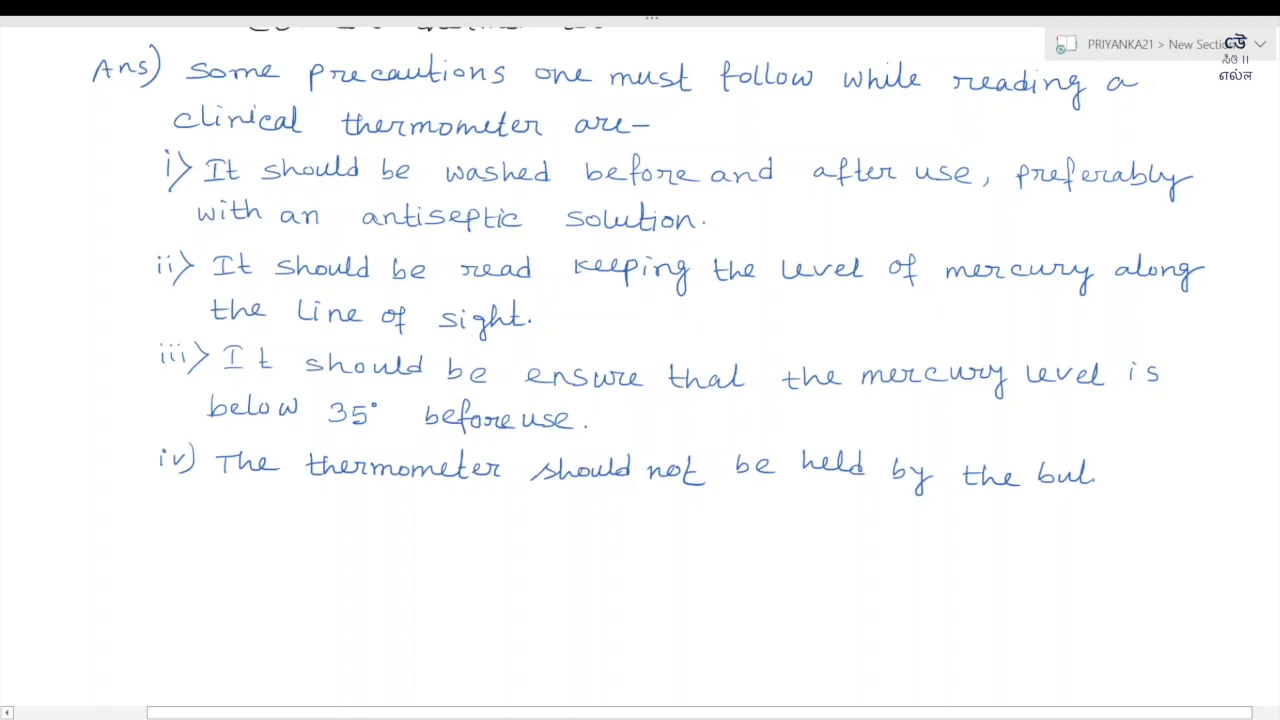 PRIYANKA21 > New Section
Ans) Some precautions one must follow while reading a
clinical thermometer are—
i) It should be washed before and after use, preferably
with an antiseptic solution.
ii) It should be read keeping the level of mercury along
the line of sight.
iii) It should be ensure that the mercury level is
below 35° before use.
iv) The thermometer should not be held by the bul